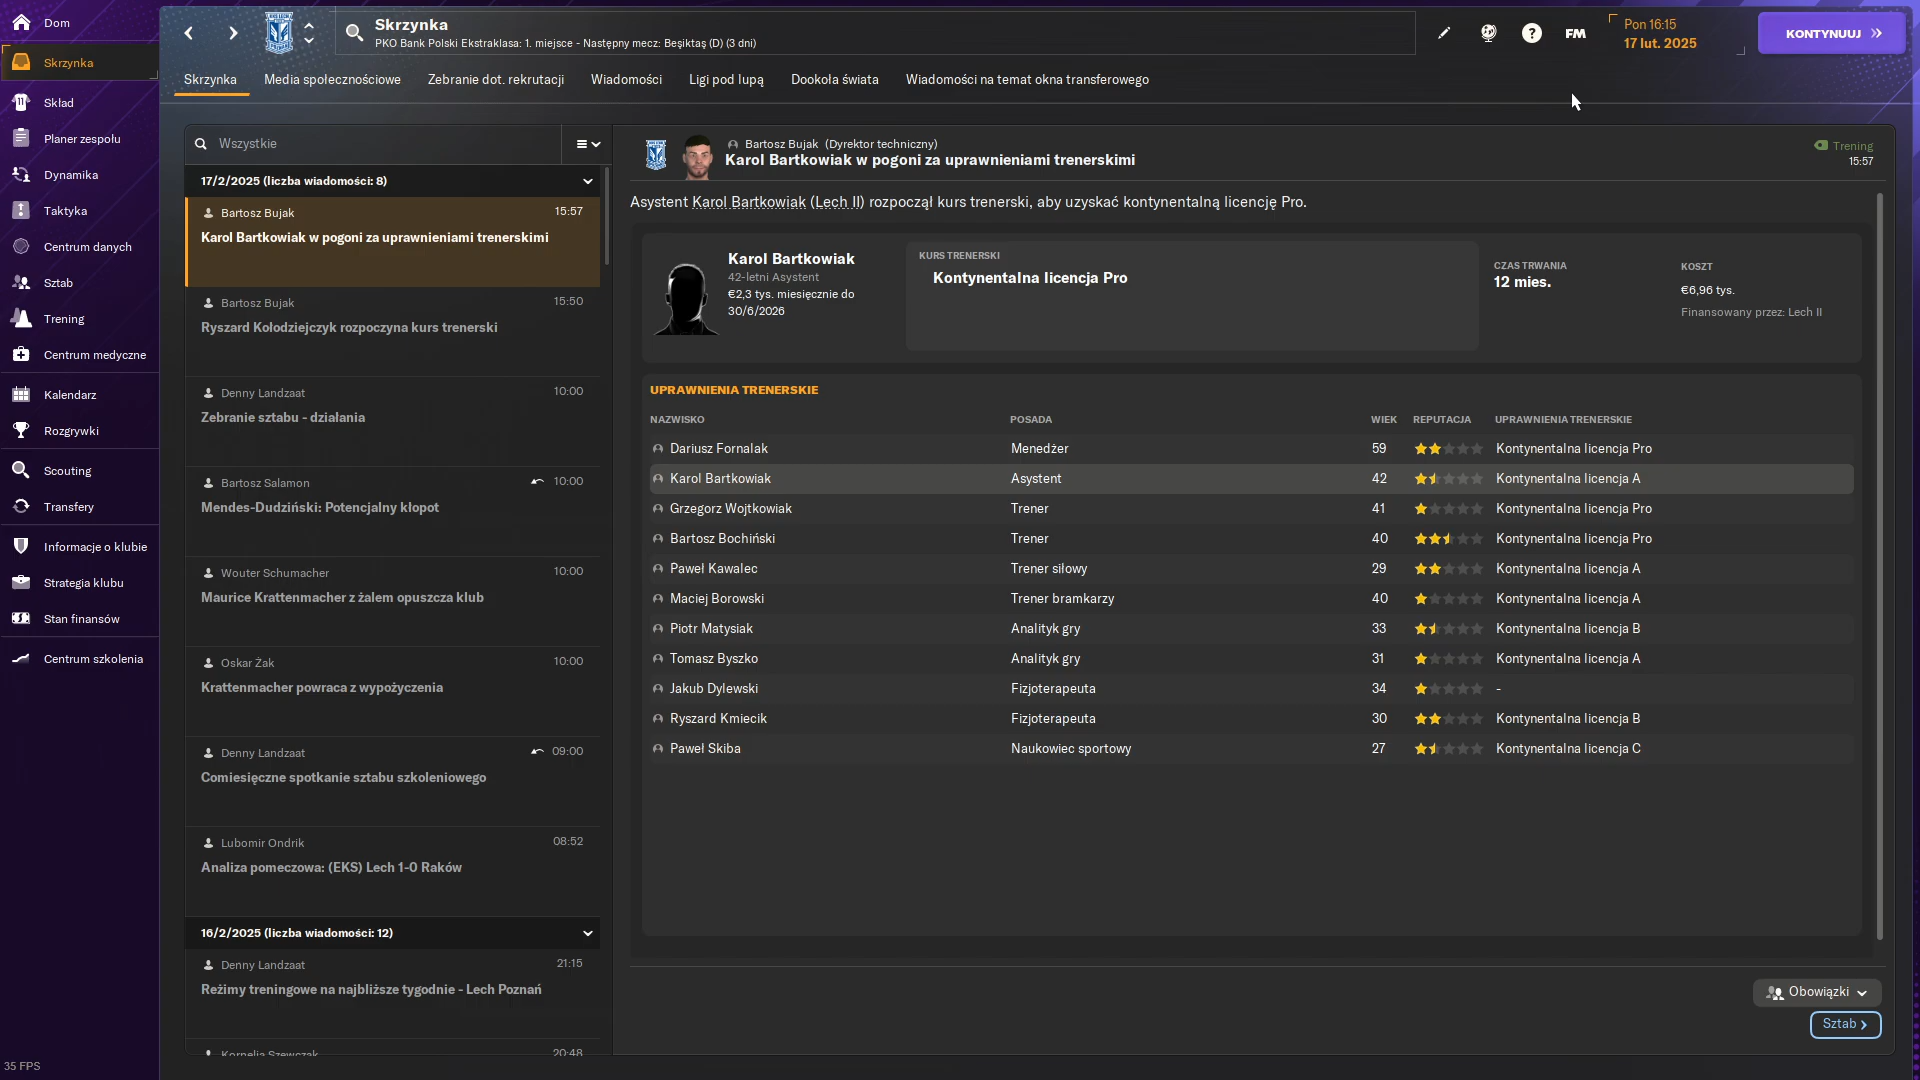 Dom
Skrzynka
Skład
Planer zespołu
Dynamika
Taktyka
Centrum danych
Sztab
Trening
Centrum medyczne
Kalendarz
Rozgrywki
Scouting
Transfery
Informacje o klubie
Strategia klubu
Stan finansów
Centrum szkolenia
35 FPS
Skrzynka
PKO Bank Polski Ekstraklasa: 1. miejsce - Następny mecz: Beşiktaş (D) (3 dni)
FM
Pon 16:15
17 lut. 2025
KONTYNUUJ
Skrzynka Media społecznościowe Zebranie dot. rekrutacji Wiadomości Ligi pod lupą Dookoła świata Wiadomości na temat okna transferowego
Wszystkie
17/2/2025 (liczba wiadomości: 8)
Bartosz Bujak 15:57
Karol Bartkowiak w pogoni za uprawnieniami trenerskimi
Bartosz Bujak 15:50
Ryszard Kołodziejczyk rozpoczyna kurs trenerski
Denny Landzaat 10:00
Zebranie sztabu - działania
Bartosz Salamon 10:00
Mendes-Dudziński: Potencjalny kłopot
Wouter Schumacher 10:00
Maurice Krattenmacher z żalem opuszcza klub
Oskar Żak 10:00
Krattenmacher powraca z wypożyczenia
Denny Landzaat 09:00
Comiesięczne spotkanie sztabu szkoleniowego
Lubomir Ondrik 08:52
Analiza pomeczowa: (EKS) Lech 1-0 Raków
16/2/2025 (liczba wiadomości: 12)
Denny Landzaat 21:15
Reżimy treningowe na najbliższe tygodnie - Lech Poznań
Kornelia Szewczak 20:48
Bartosz Bujak (Dyrektor techniczny)
Karol Bartkowiak w pogoni za uprawnieniami trenerskimi
Trening
15:57
Asystent Karol Bartkowiak (Lech II) rozpoczął kurs trenerski, aby uzyskać kontynentalną licencję Pro.
Karol Bartkowiak
42-letni Asystent
€2,3 tys. miesięcznie do
30/6/2026
KURS TRENERSKI
Kontynentalna licencja Pro
CZAS TRWANIA
12 mies.
KOSZT
€6,96 tys.
Finansowany przez: Lech II
UPRAWNIENIA TRENERSKIE
NAZWISKO POSADA WIEK REPUTACJA UPRAWNIENIA TRENERSKIE
Dariusz Fornalak Menedżer 59 Kontynentalna licencja Pro
Karol Bartkowiak Asystent 42 Kontynentalna licencja A
Grzegorz Wojtkowiak Trener 41 Kontynentalna licencja Pro
Bartosz Bochiński Trener 40 Kontynentalna licencja Pro
Paweł Kawalec Trener siłowy 29 Kontynentalna licencja A
Maciej Borowski Trener bramkarzy 40 Kontynentalna licencja A
Piotr Matysiak Analityk gry 33 Kontynentalna licencja B
Tomasz Byszko Analityk gry 31 Kontynentalna licencja A
Jakub Dylewski Fizjoterapeuta 34 -
Ryszard Kmiecik Fizjoterapeuta 30 Kontynentalna licencja B
Paweł Skiba Naukowiec sportowy 27 Kontynentalna licencja C
Obowiązki
Sztab